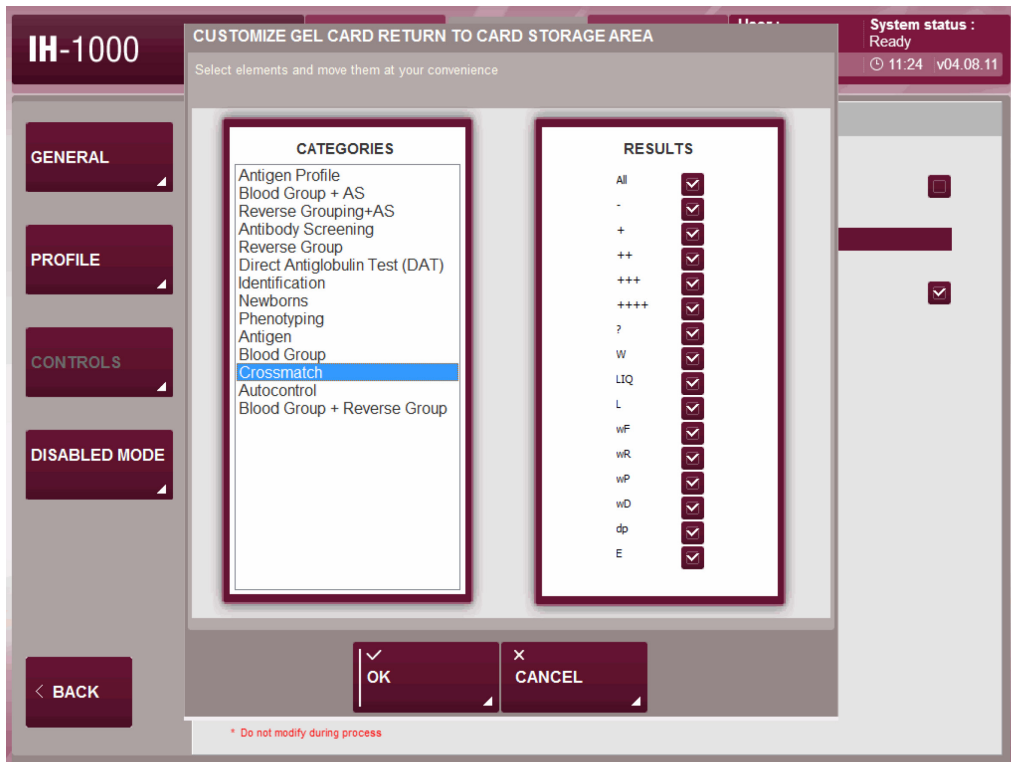 IH-1000
System status :
Ready
11:24 v04.08.11
CUSTOMIZE GEL CARD RETURN TO CARD STORAGE AREA
Select elements and move them at your convenience
GENERAL
PROFILE
CONTROLS
DISABLED MODE
BACK
CATEGORIES
Antigen Profile
Blood Group + AS
Reverse Grouping+AS
Antibody Screening
Reverse Group
Direct Antiglobulin Test (DAT)
Identification
Newborns
Phenotyping
Antigen
Blood Group
Crossmatch
Autocontrol
Blood Group + Reverse Group
RESULTS
All
-
+
++
+++
++++
?
W
LIQ
L
wF
wR
wP
wD
dp
E
OK
CANCEL
* Do not modify during process